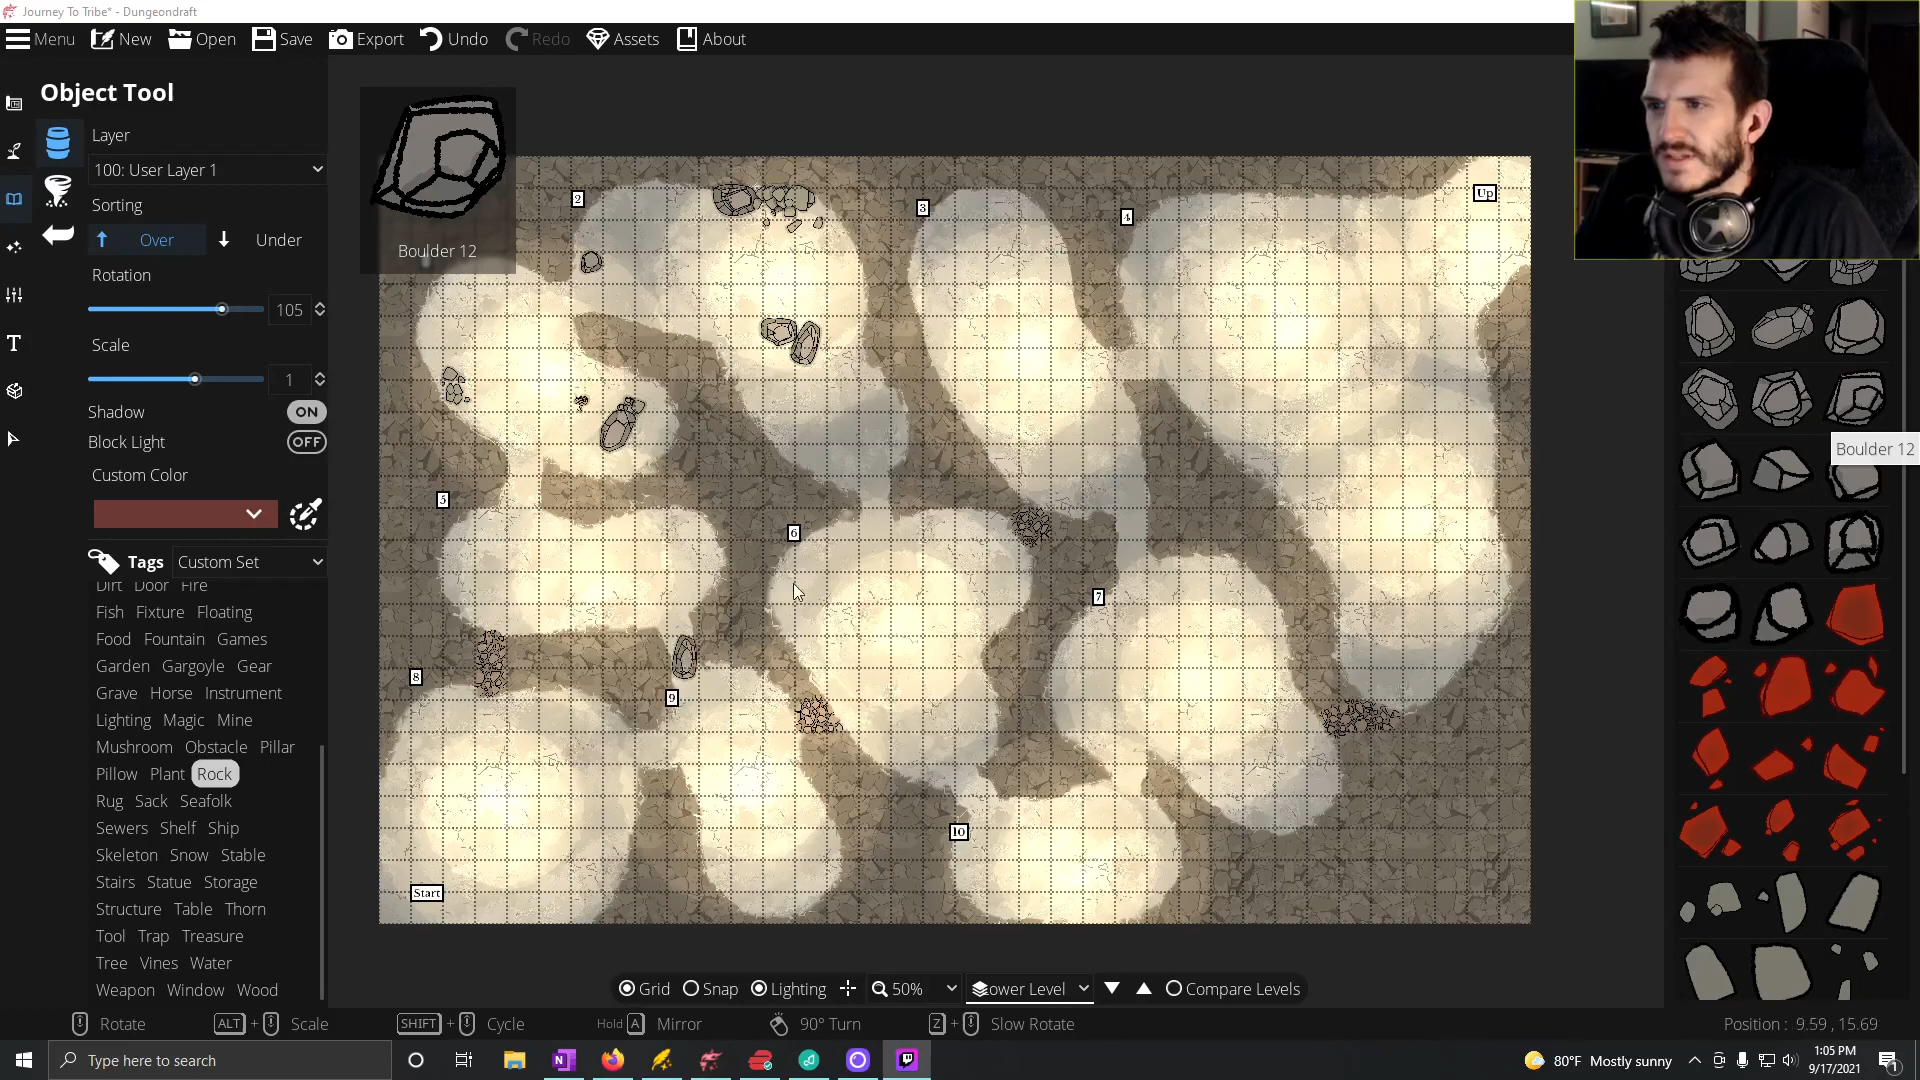 Journey To Tribe* - Dungeondraft
Menu New Open Save Export Undo Redo Assets About
Object Tool
Layer
100: User Layer 1
Sorting
Over Under
Rotation
105
Scale
1
Shadow ON
Block Light OFF
Custom Color
Tags Custom Set
Dirt Door Fire
Fish Fixture Floating
Food Fountain Games
Garden Gargoyle Gear
Grave Horse Instrument
Lighting Magic Mine
Mushroom Obstacle Pillar
Pillow Plant Rock
Rug Sack Seafolk
Sewers Shelf Ship
Skeleton Snow Stable
Stairs Statue Storage
Structure Table Thorn
Tool Trap Treasure
Tree Vines Water
Weapon Window Wood
Boulder 12
2
3
4
Up
5
6
7
8
9
10
Start
Boulder 12
Grid Snap Lighting 50% ower Level Compare Levels
Rotate ALT + Scale SHIFT + Cycle Hold A Mirror 90° Turn Z + Slow Rotate Position : 9.59 , 15.69
Type here to search
N
80°F Mostly sunny
1:05 PM
9/17/2021
1